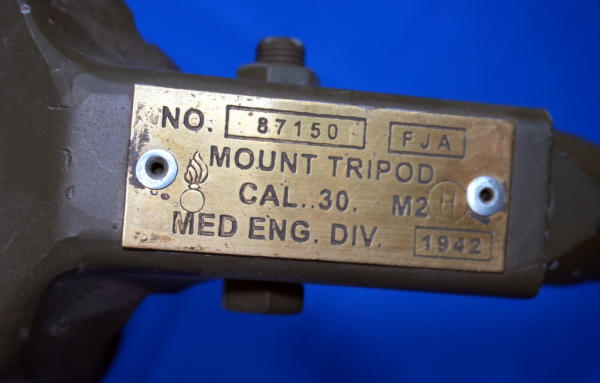 NO. 87150 FJA
MOUNT TRIPOD
CAL..30. M2 H
MED ENG. DIV. 1942